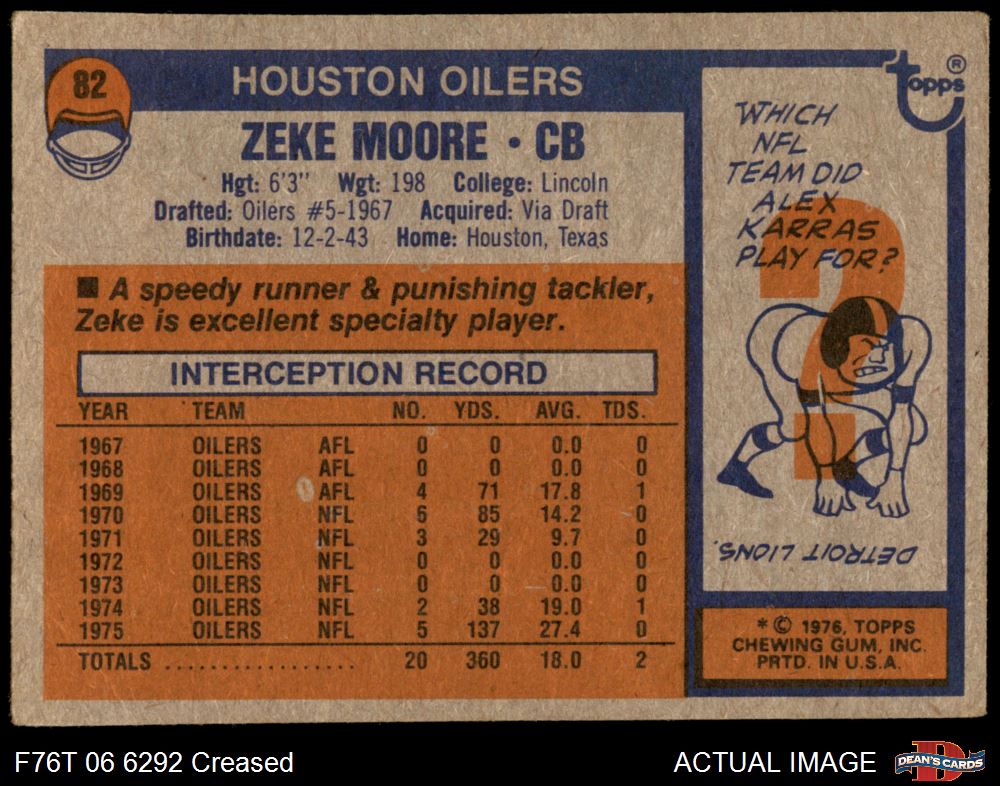 82
HOUSTON OILERS
ZEKE MOORE • CB
Hgt: 6'3" Wgt: 198 College: Lincoln
Drafted: Oilers #5-1967 Acquired: Via Draft
Birthdate: 12-2-43 Home: Houston, Texas
■ A speedy runner & punishing tackler,
Zeke is excellent specialty player.
INTERCEPTION RECORD
YEAR TEAM NO. YDS. AVG. TDS.
1967 OILERS AFL 0 0 0.0 0
1968 OILERS AFL 0 0 0.0 0
1969 OILERS AFL 4 71 17.8 1
1970 OILERS NFL 6 85 14.2 0
1971 OILERS NFL 3 29 9.7 0
1972 OILERS NFL 0 0 0.0 0
1973 OILERS NFL 0 0 0.0 0
1974 OILERS NFL 2 38 19.0 1
1975 OILERS NFL 5 137 27.4 0
TOTALS ................. 20 360 18.0 2
topps ®
WHICH
NFL
TEAM DID
ALEX
KARRAS
PLAY FOR?
?
DETROIT LIONS.
* © 1976, TOPPS
CHEWING GUM, INC.
PRTD. IN U.S.A.
F76T 06 6292 Creased
ACTUAL IMAGE
D
DEAN'S CARDS